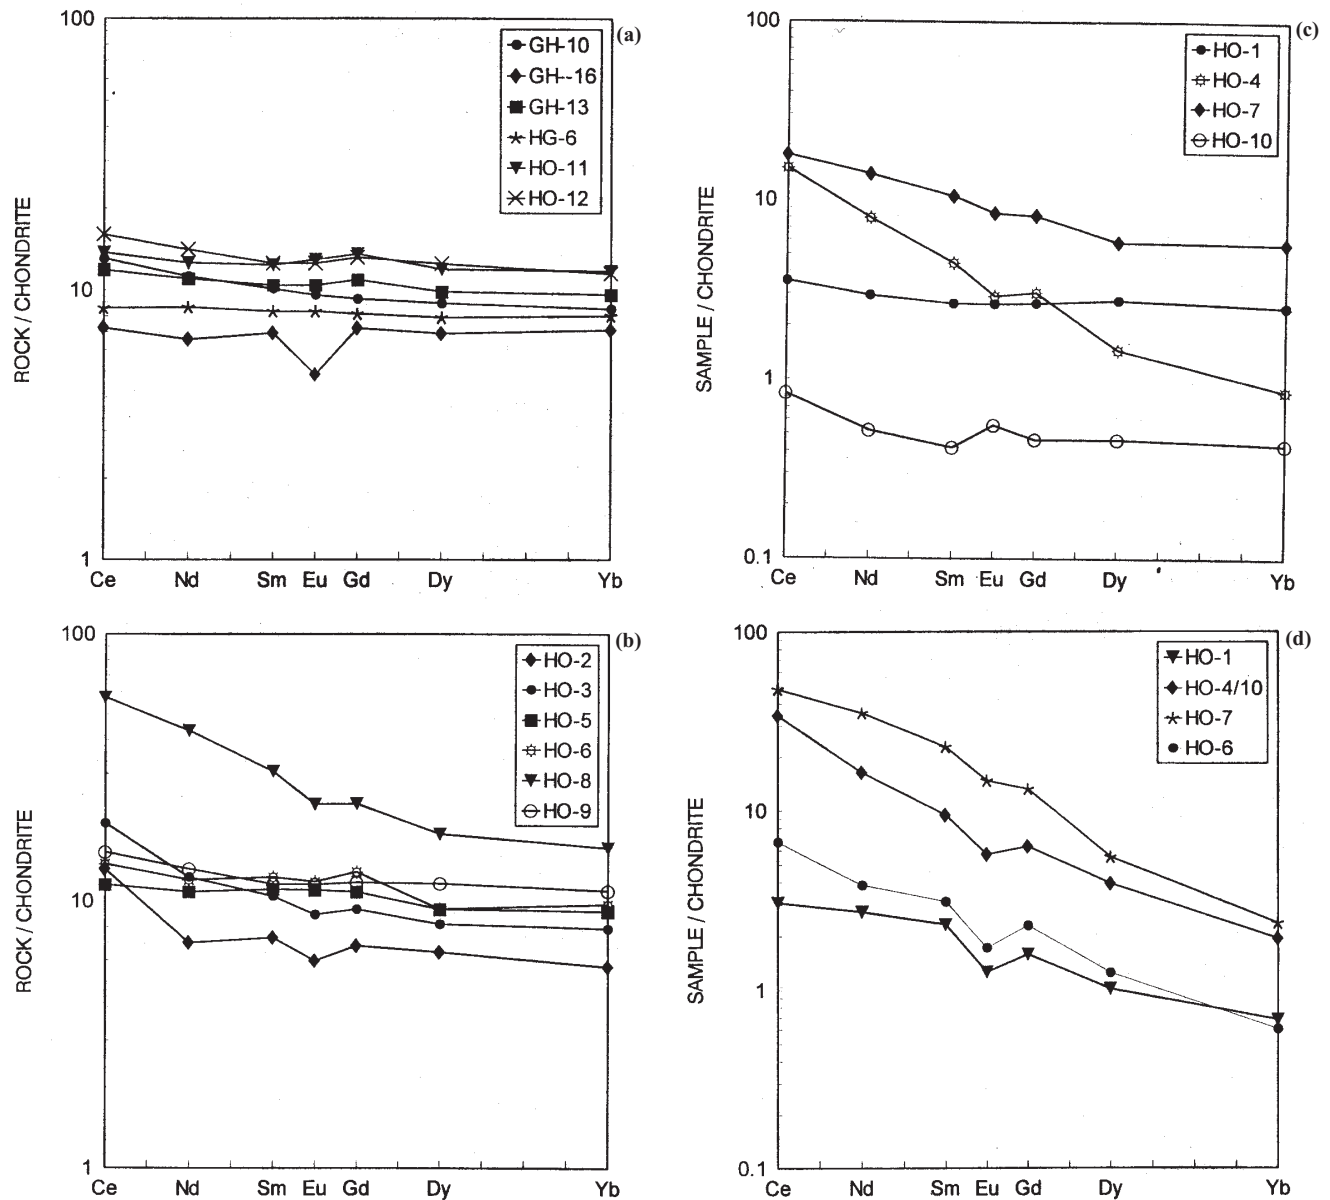 (a)
100
10
1
ROCK / CHONDRITE
GH-10
GH--16
GH-13
HG-6
HO-11
HO-12
Ce Nd Sm Eu Gd Dy Yb
(c)
100
10
1
0.1
SAMPLE / CHONDRITE
HO-1
HO-4
HO-7
HO-10
Ce Nd Sm Eu Gd Dy Yb
(b)
100
10
1
ROCK / CHONDRITE
HO-2
HO-3
HO-5
HO-6
HO-8
HO-9
Ce Nd Sm Eu Gd Dy Yb
(d)
100
10
1
0.1
SAMPLE / CHONDRITE
HO-1
HO-4/10
HO-7
HO-6
Ce Nd Sm Eu Gd Dy Yb